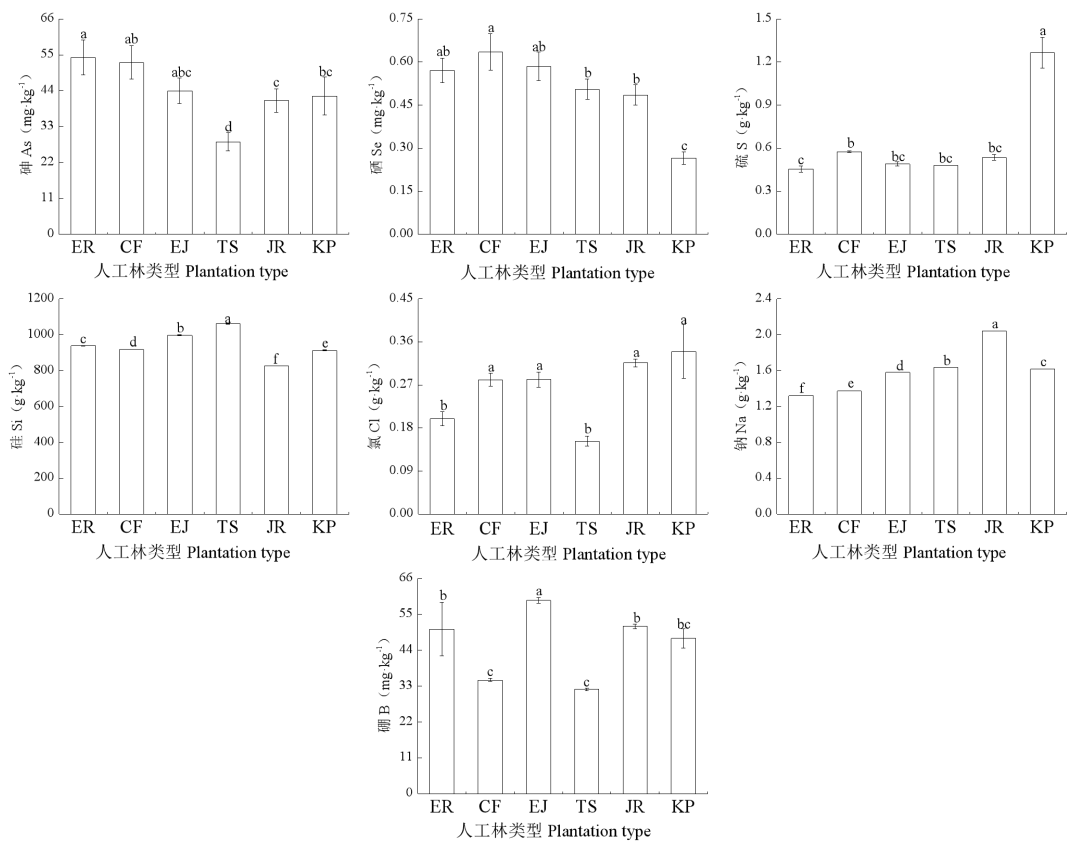 砷 As（mg·kg⁻¹）
66
55
44
33
22
11
0
a
ab
abc
d
c
bc
ER CF EJ TS JR KP
人工林类型 Plantation type
硒 Se（mg·kg⁻¹）
0.75
0.60
0.45
0.30
0.15
0.00
ab
a
ab
b
b
c
ER CF EJ TS JR KP
人工林类型 Plantation type
硫 S（g·kg⁻¹）
1.5
1.2
0.9
0.6
0.3
0.0
c
b
bc
bc
bc
a
ER CF EJ TS JR KP
人工林类型 Plantation type
硅 Si（g·kg⁻¹）
1200
1000
800
600
400
200
0
c
d
b
a
f
e
ER CF EJ TS JR KP
人工林类型 Plantation type
氯 Cl（g·kg⁻¹）
0.45
0.36
0.27
0.18
0.09
0.00
b
a
a
b
a
a
ER CF EJ TS JR KP
人工林类型 Plantation type
钠 Na（g·kg⁻¹）
2.4
2.0
1.6
1.2
0.8
0.4
0.0
f
e
d
b
a
c
ER CF EJ TS JR KP
人工林类型 Plantation type
硼 B（mg·kg⁻¹）
66
55
44
33
22
11
0
b
c
a
c
b
bc
ER CF EJ TS JR KP
人工林类型 Plantation type